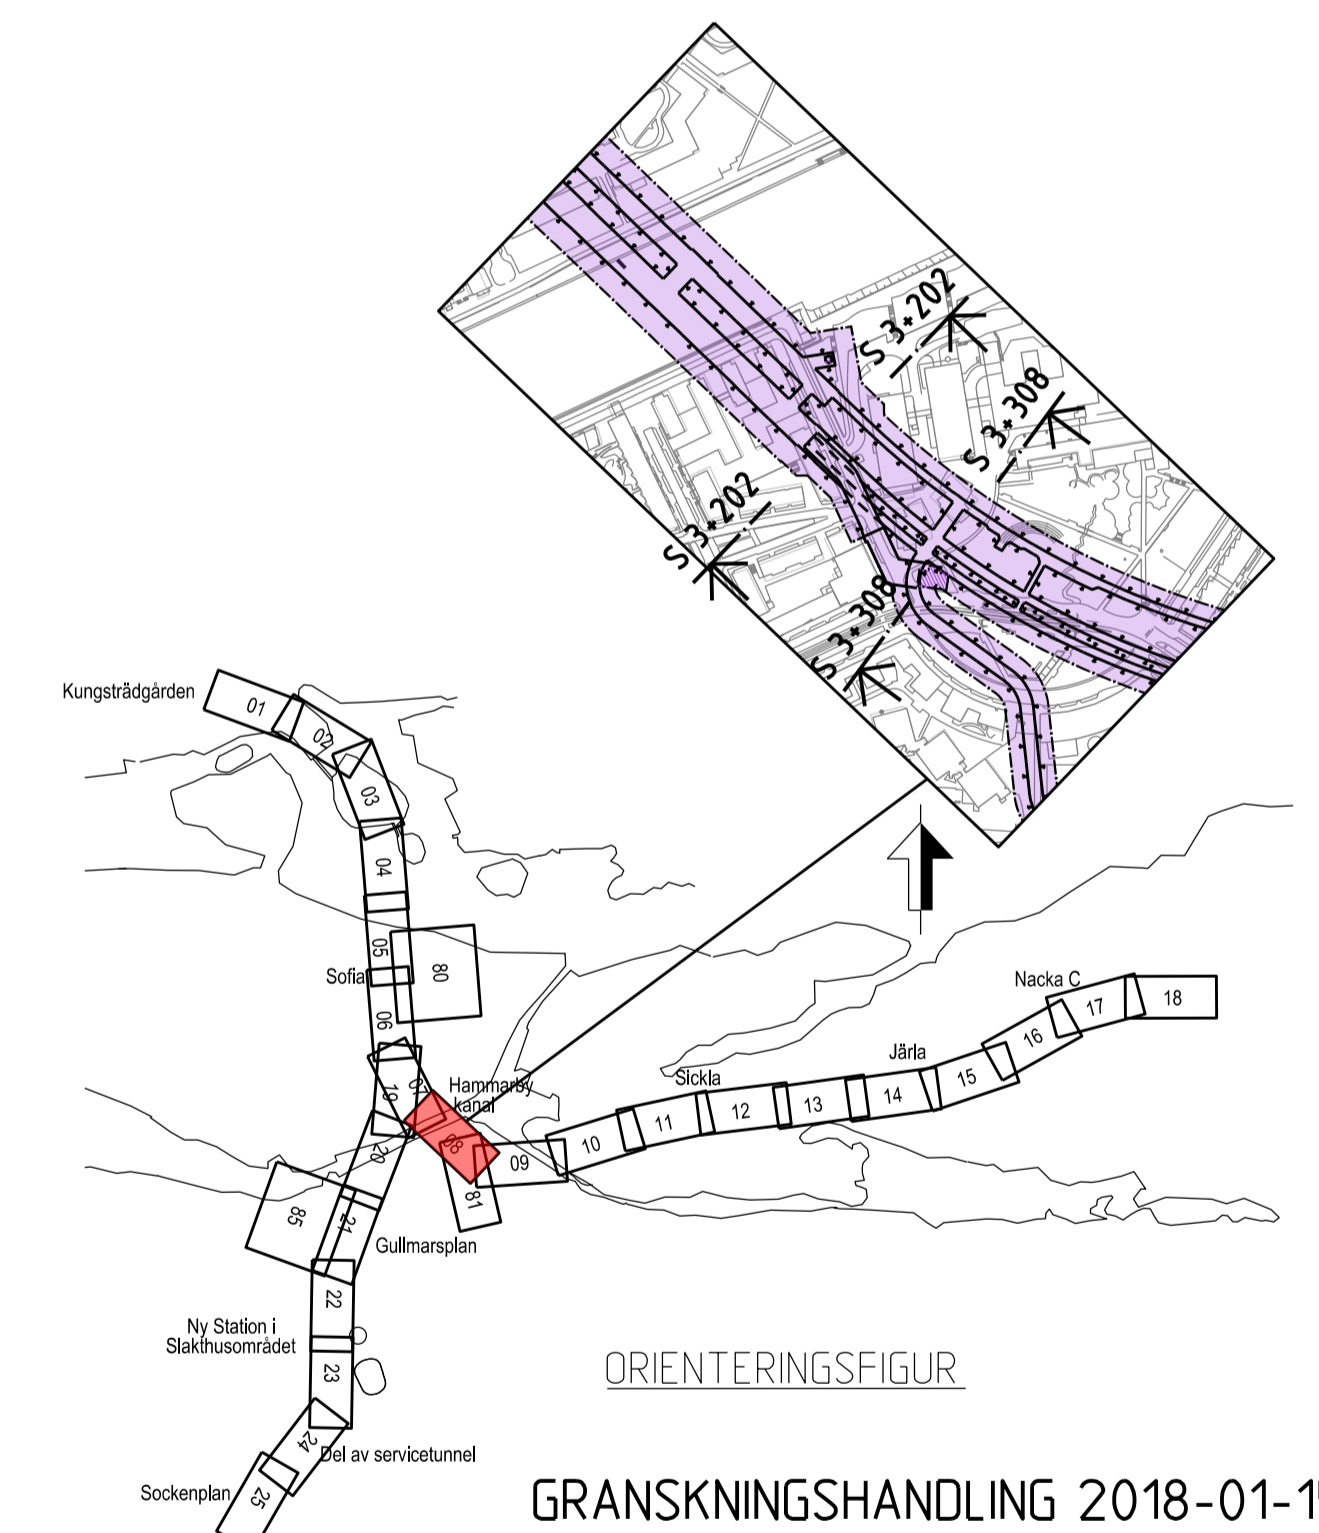 S 3+202
S 3+308
S 3+202
S 3+308
Kungsträdgården
01
02
03
04
05
Sofia
80
06
Nacka C
17
18
16
Järla
15
Sickla
14
13
12
11
10
07
19
Hammarby
kanal
08
09
20
81
85
21
Gullmarsplan
22
Ny Station i
Slakthusområdet
23
24
Del av servicetunnel
Sockenplan
25
ORIENTERINGSFIGUR
GRANSKNINGSHANDLING 2018-01-1